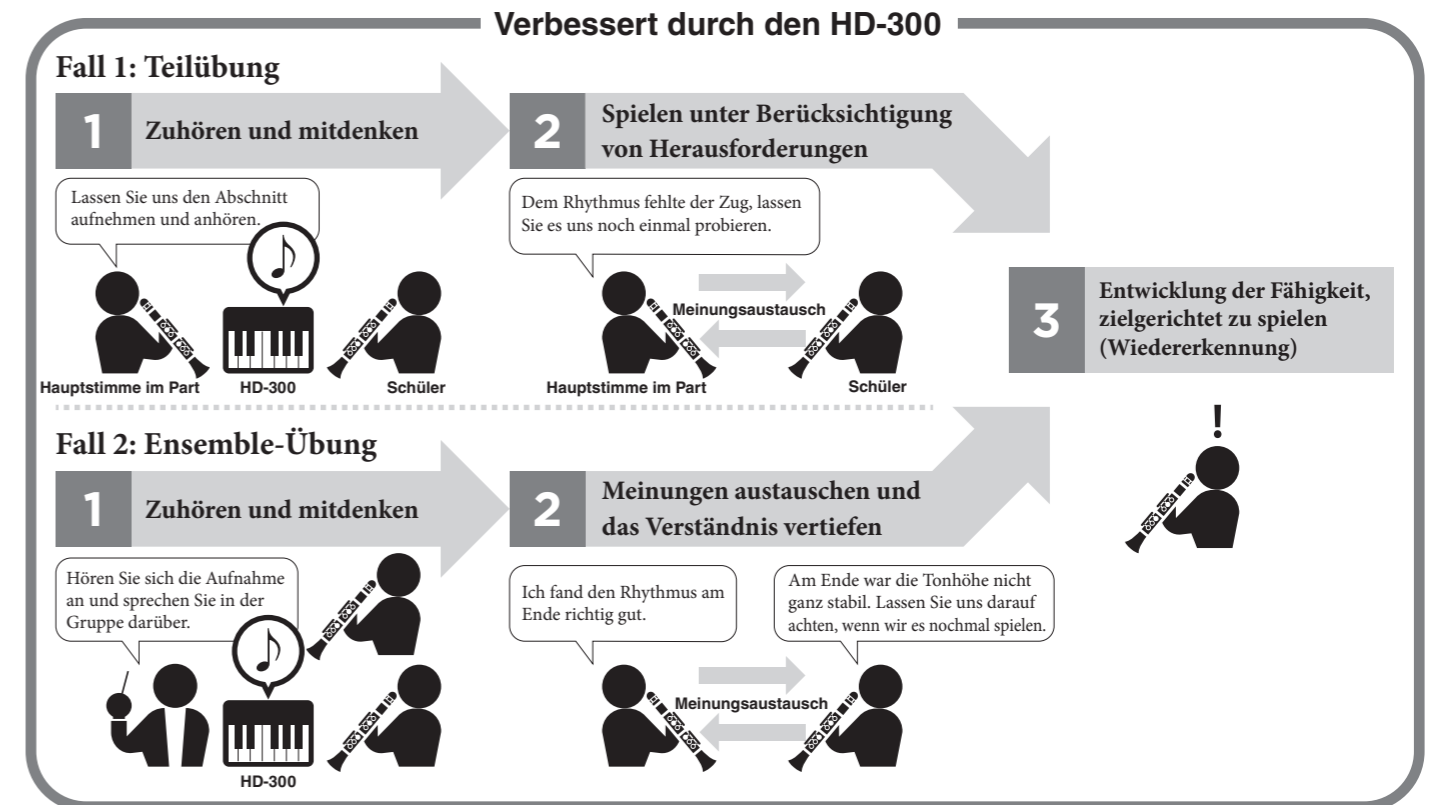 Verbessert durch den HD-300
Fall 1: Teilübung
1
Zuhören und mitdenken
2
Spielen unter Berücksichtigung
von Herausforderungen
Lassen Sie uns den Abschnitt
aufnehmen und anhören.
Dem Rhythmus fehlte der Zug, lassen
Sie es uns noch einmal probieren.
Meinungsaustausch
Hauptstimme im Part
HD-300
Schüler
Hauptstimme im Part
Schüler
3
Entwicklung der Fähigkeit,
zielgerichtet zu spielen
(Wiedererkennung)
!
Fall 2: Ensemble-Übung
1
Zuhören und mitdenken
2
Meinungen austauschen und
das Verständnis vertiefen
Hören Sie sich die Aufnahme
an und sprechen Sie in der
Gruppe darüber.
Ich fand den Rhythmus am
Ende richtig gut.
Am Ende war die Tonhöhe nicht
ganz stabil. Lassen Sie uns darauf
achten, wenn wir es nochmal spielen.
Meinungsaustausch
HD-300